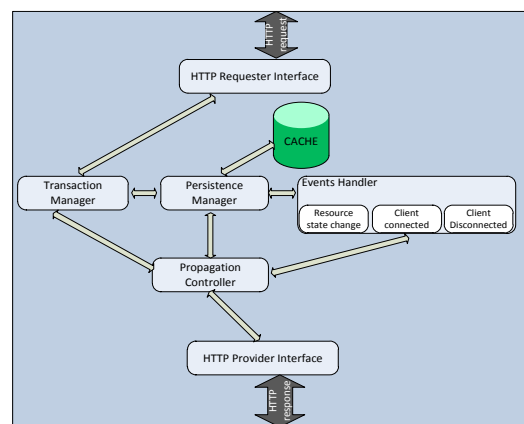 HTTP
request
HTTP Requester Interface
CACHE
Transaction
Manager
Persistence
Manager
Events Handler
Resource
state change
Client
connected
Client
Disconnected
Propagation
Controller
HTTP Provider Interface
HTTP
response